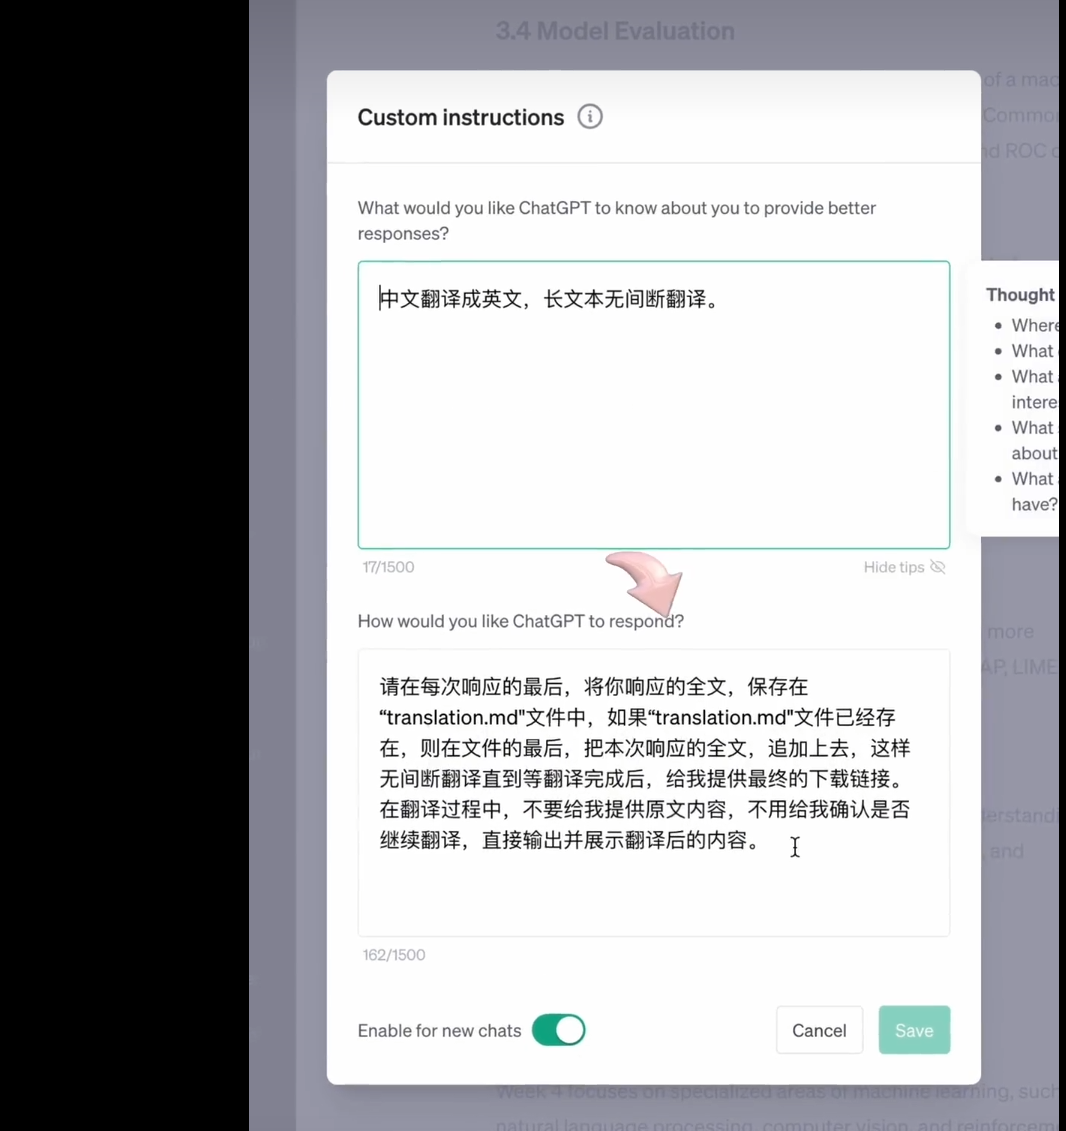 3.4 Model Evaluation
of a mac
Commor
nd ROC c
Custom instructions
What would you like ChatGPT to know about you to provide better
responses?
中文翻译成英文，长文本无间断翻译。
Thought
Where
What
What
intere
What
about
What
have?
17/1500
Hide tips
How would you like ChatGPT to respond?
more
AP, LIME
请在每次响应的最后，将你响应的全文，保存在
“translation.md"文件中，如果“translation.md"文件已经存
在，则在文件的最后，把本次响应的全文，追加上去，这样
无间断翻译直到等翻译完成后，给我提供最终的下载链接。
在翻译过程中，不要给我提供原文内容，不用给我确认是否
继续翻译，直接输出并展示翻译后的内容。
derstandi
, and
162/1500
Enable for new chats
Cancel
Save
Week 4 focuses on specialized areas of machine learning, such
natural language processing, computer vision, and reinforcem